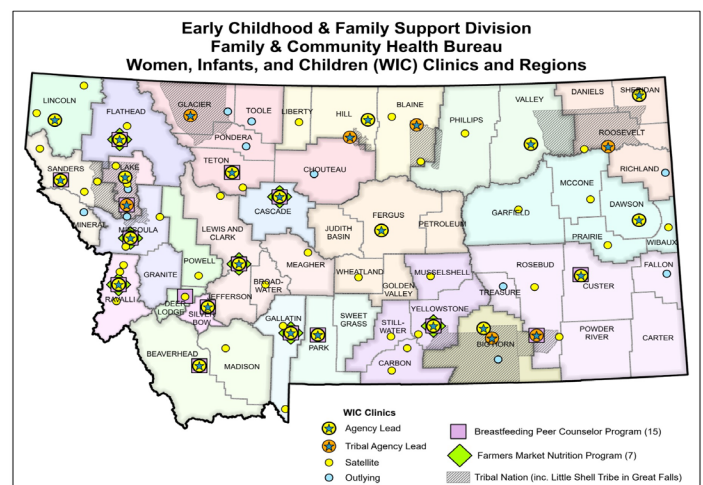 Early Childhood & Family Support Division
Family & Community Health Bureau
Women, Infants, and Children (WIC) Clinics and Regions
LINCOLN
FLATHEAD
GLACIER
TOOLE
LIBERTY
HILL
BLAINE
PHILLIPS
VALLEY
DANIELS
SHERIDAN
ROOSEVELT
PONDERA
TETON
CHOUTEAU
RICHLAND
SANDERS
LAKE
CASCADE
LEWIS AND
CLARK
JUDITH
BASIN
FERGUS
PETROLEUM
GARFIELD
MCCONE
DAWSON
PRAIRIE
WIBAUX
MINERAL
MISSOULA
POWELL
GRANITE
RAVALLI
DEER
LODGE
SILVER
BOW
JEFFERSON
BROAD-
WATER
MEAGHER
WHEATLAND
GOLDEN
VALLEY
MUSSELSHELL
ROSEBUD
TREASURE
CUSTER
FALLON
GALLATIN
PARK
SWEET
GRASS
STILL-
WATER
YELLOWSTONE
BIG HORN
POWDER
RIVER
CARTER
BEAVERHEAD
MADISON
CARBON
WIC Clinics
Agency Lead
Tribal Agency Lead
Satellite
Outlying
Breastfeeding Peer Counselor Program (15)
Farmers Market Nutrition Program (7)
Tribal Nation (inc. Little Shell Tribe in Great Falls)